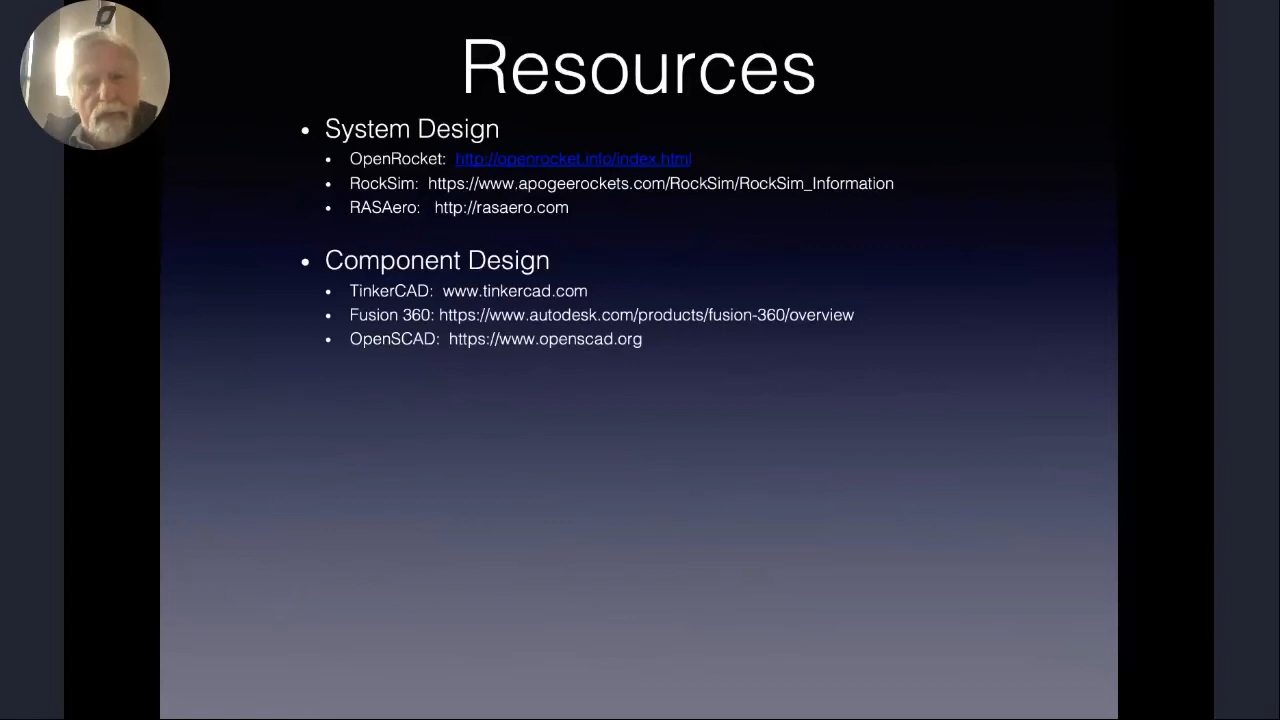 Resources
• System Design
• OpenRocket: http://openrocket.info/index.html
• RockSim: https://www.apogeerockets.com/RockSim/RockSim_Information
• RASAero: http://rasaero.com
• Component Design
• TinkerCAD: www.tinkercad.com
• Fusion 360: https://www.autodesk.com/products/fusion-360/overview
• OpenSCAD: https://www.openscad.org